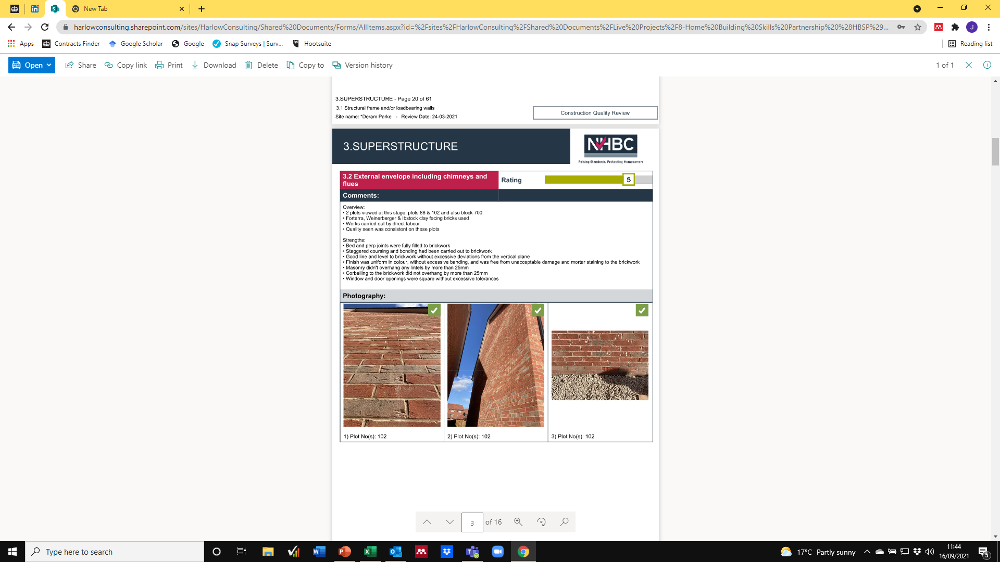 New Tab
harlowconsulting.sharepoint.com/sites/HarlowConsulting/Shared%20Documents/Forms/AllItems.aspx?id=%2Fsites%2FHarlowConsulting%2FShared%20Documents%2FLive%20Projects%2F8-Home%20Building%20Skills%20Partnership%20%28HBSP%29...
J
Apps
Contracts Finder
Google Scholar
Google
Snap Surveys | Surv...
Hootsuite
Reading list
Open
Share
Copy link
Print
Download
Delete
Copy to
Version history
1 of 1
3.SUPERSTRUCTURE - Page 20 of 61
3.1 Structural frame and/or loadbearing walls
Site name: *Deram Parke - Review Date: 24-03-2021
Construction Quality Review
3.SUPERSTRUCTURE
NHBC
Raising Standards. Protecting Homeowners
3.2 External envelope including chimneys and
flues
Rating
5
Comments:
Overview:
• 2 plots viewed at this stage, plots 88 & 102 and also block 700
• Forterra, Weinerberger & Ibstock clay facing bricks used
• Works carried out by direct labour
• Quality seen was consistent on these plots
Strengths:
• Bed and perp joints were fully filled to brickwork
• Staggered coursing and bonding had been carried out to brickwork
• Good line and level to brickwork without excessive deviations from the vertical plane
• Finish was uniform in colour, without excessive banding, and was free from unacceptable damage and mortar staining to the brickwork
• Masonry didn't overhang any lintels by more than 25mm
• Corbelling to the brickwork did not overhang by more than 25mm
• Window and door openings were square without excessive tolerances
Photography:
1) Plot No(s): 102
2) Plot No(s): 102
3) Plot No(s): 102
3 of 16
Type here to search
17°C Partly sunny
11:44
16/09/2021
5